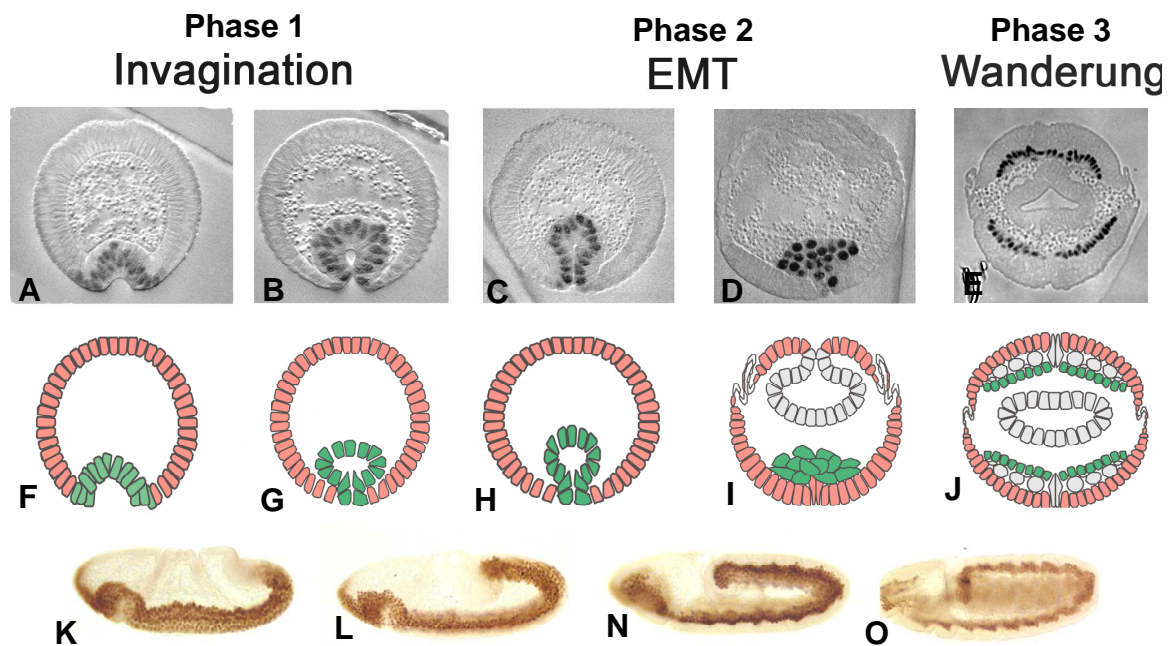 Phase 1
Phase 2
Phase 3
Invagination
EMT
Wanderung
A
B
C
D
E
F
G
H
I
J
K
L
N
O